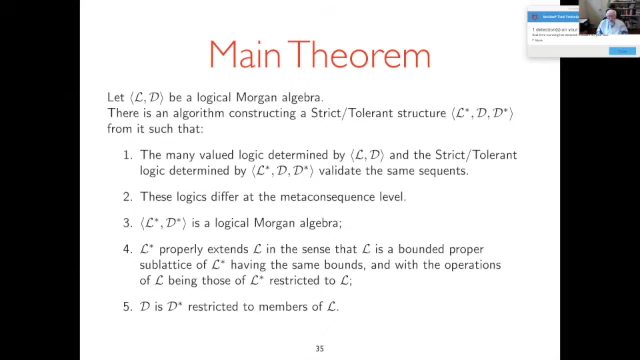 Main Theorem
Let ⟨ℒ, 𝒟⟩ be a logical Morgan algebra.
There is an algorithm constructing a Strict/Tolerant structure ⟨ℒ*, 𝒟, 𝒟*⟩
from it such that:
1. The many valued logic determined by ⟨ℒ, 𝒟⟩ and the Strict/Tolerant
logic determined by ⟨ℒ*, 𝒟, 𝒟*⟩ validate the same sequents.
2. These logics differ at the metaconsequence level.
3. ⟨ℒ*, 𝒟*⟩ is a logical Morgan algebra;
4. ℒ* properly extends ℒ in the sense that ℒ is a bounded proper
sublattice of ℒ* having the same bounds, and with the operations
of ℒ being those of ℒ* restricted to ℒ;
5. 𝒟 is 𝒟* restricted to members of ℒ.
35